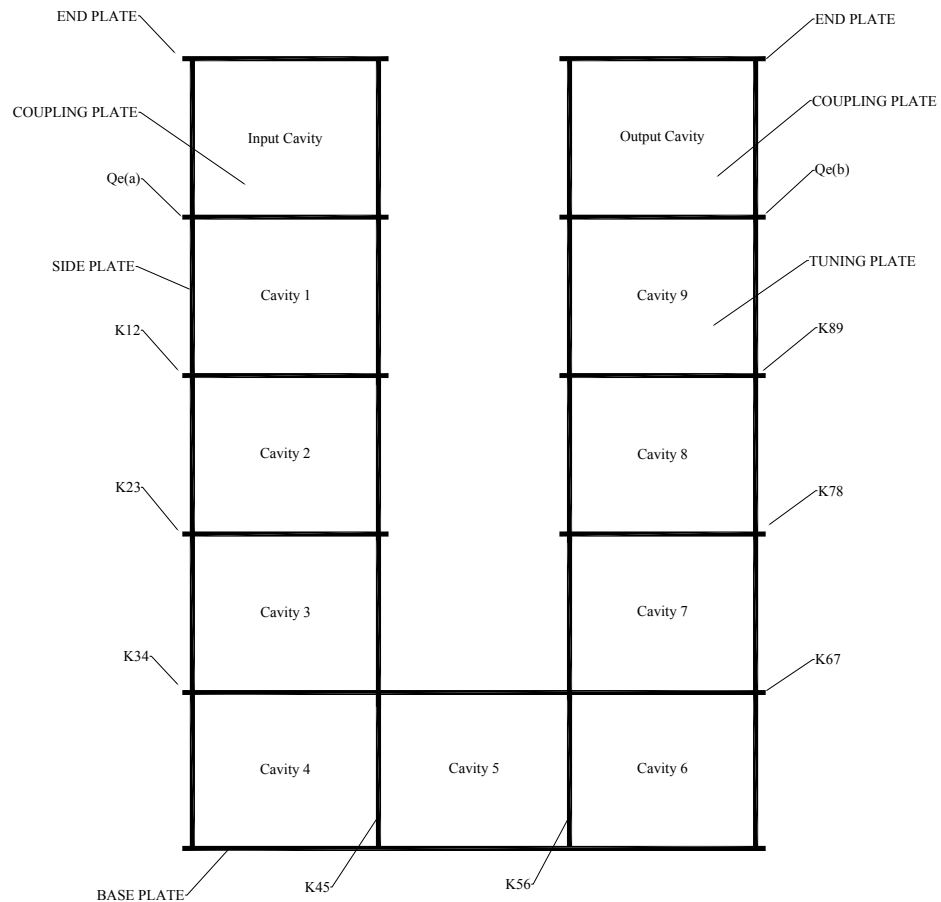 END PLATE
END PLATE
COUPLING PLATE
COUPLING PLATE
Input Cavity
Output Cavity
Qe(a)
Qe(b)
SIDE PLATE
TUNING PLATE
Cavity 1
Cavity 9
K12
K89
Cavity 2
Cavity 8
K23
K78
Cavity 3
Cavity 7
K34
K67
Cavity 4
Cavity 5
Cavity 6
BASE PLATE
K45
K56